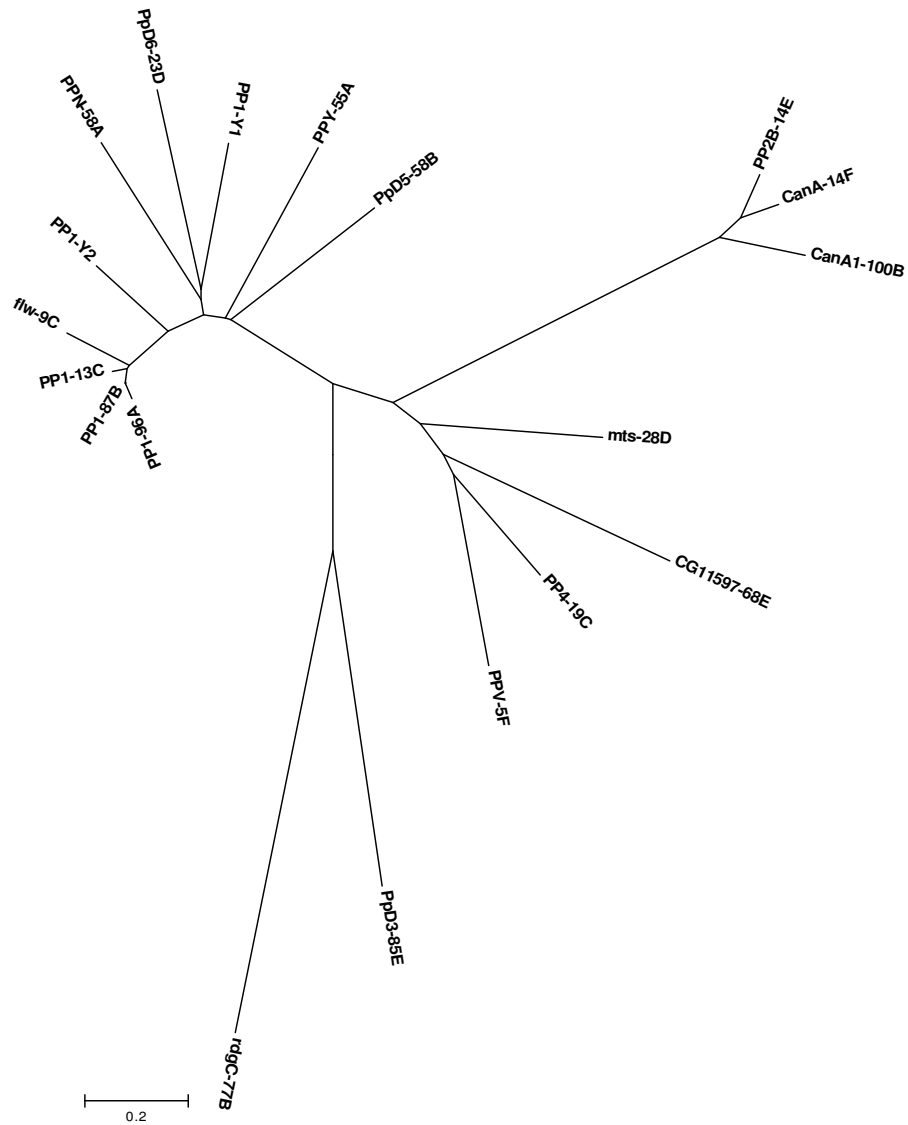 PpD6-23D
PPN-58A
PP1-Y1
PPY-55A
PP2B-14E
PpD5-58B
CanA-14F
PP1-Y2
CanA1-100B
flw-9C
PP1-13C
PP1-87B
PP1-96A
mts-28D
CG11597-68E
PP4-19C
PPV-5F
PpD3-85E
rdgC-77B
0.2